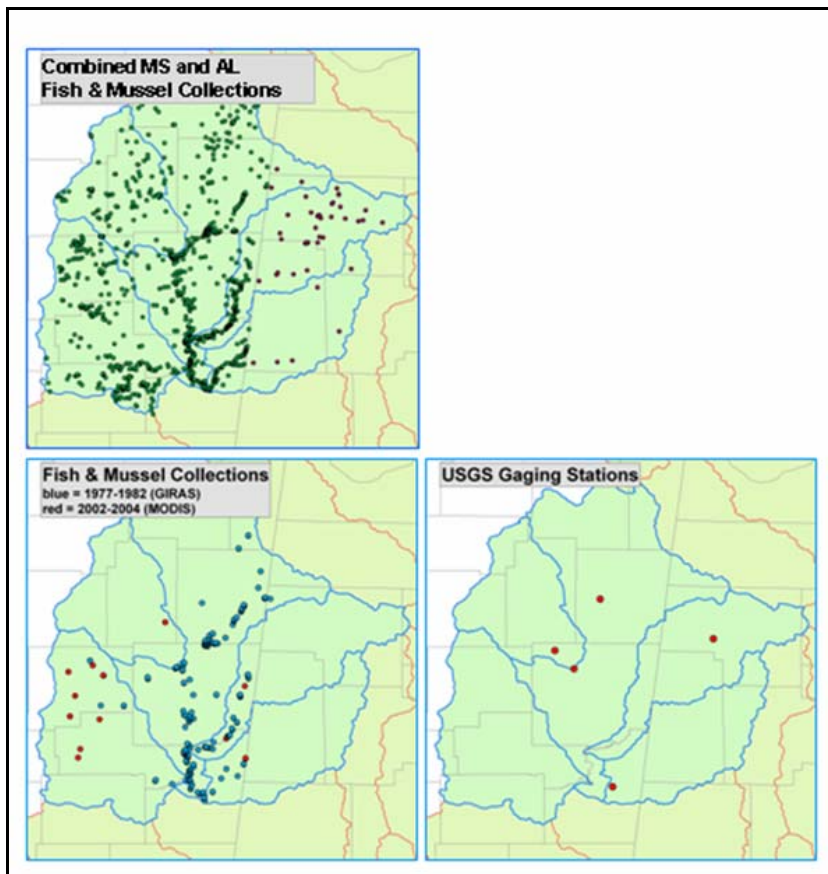 Combined MS and AL
Fish & Mussel Collections
Fish & Mussel Collections
blue = 1977-1982 (GIRAS)
red = 2002-2004 (MODIS)
USGS Gaging Stations